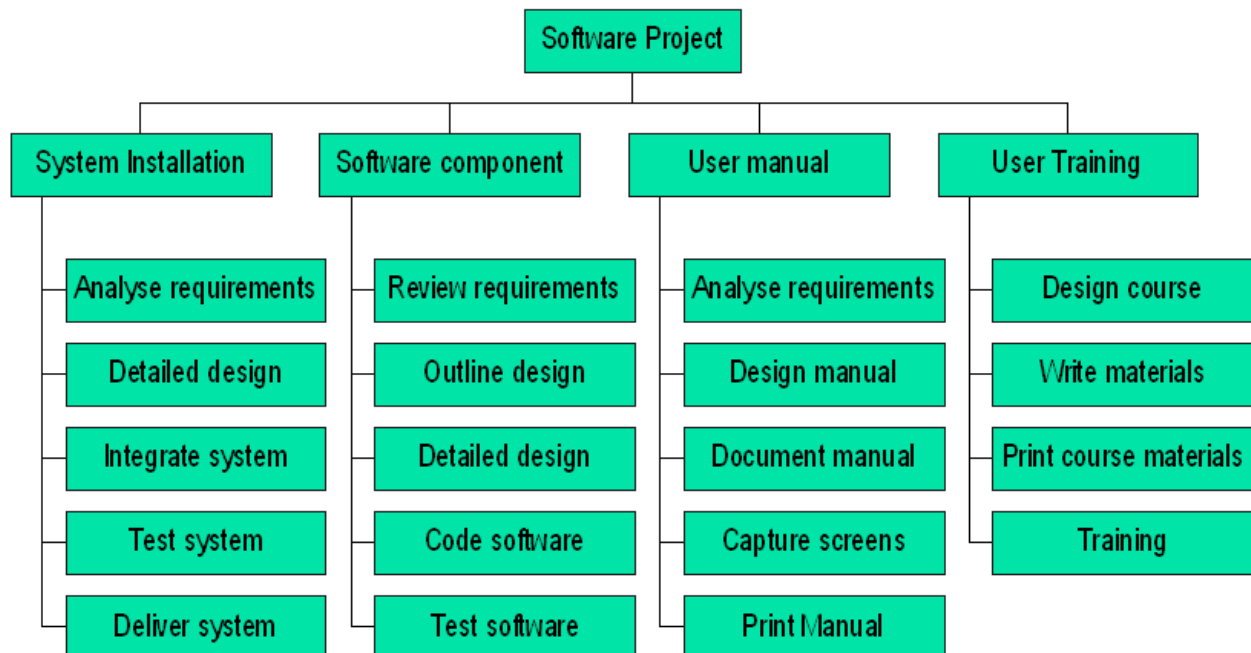 Software Project
System Installation
Software component
User manual
User Training
Analyse requirements
Review requirements
Analyse requirements
Design course
Detailed design
Outline design
Design manual
Write materials
Integrate system
Detailed design
Document manual
Print course materials
Test system
Code software
Capture screens
Training
Deliver system
Test software
Print Manual